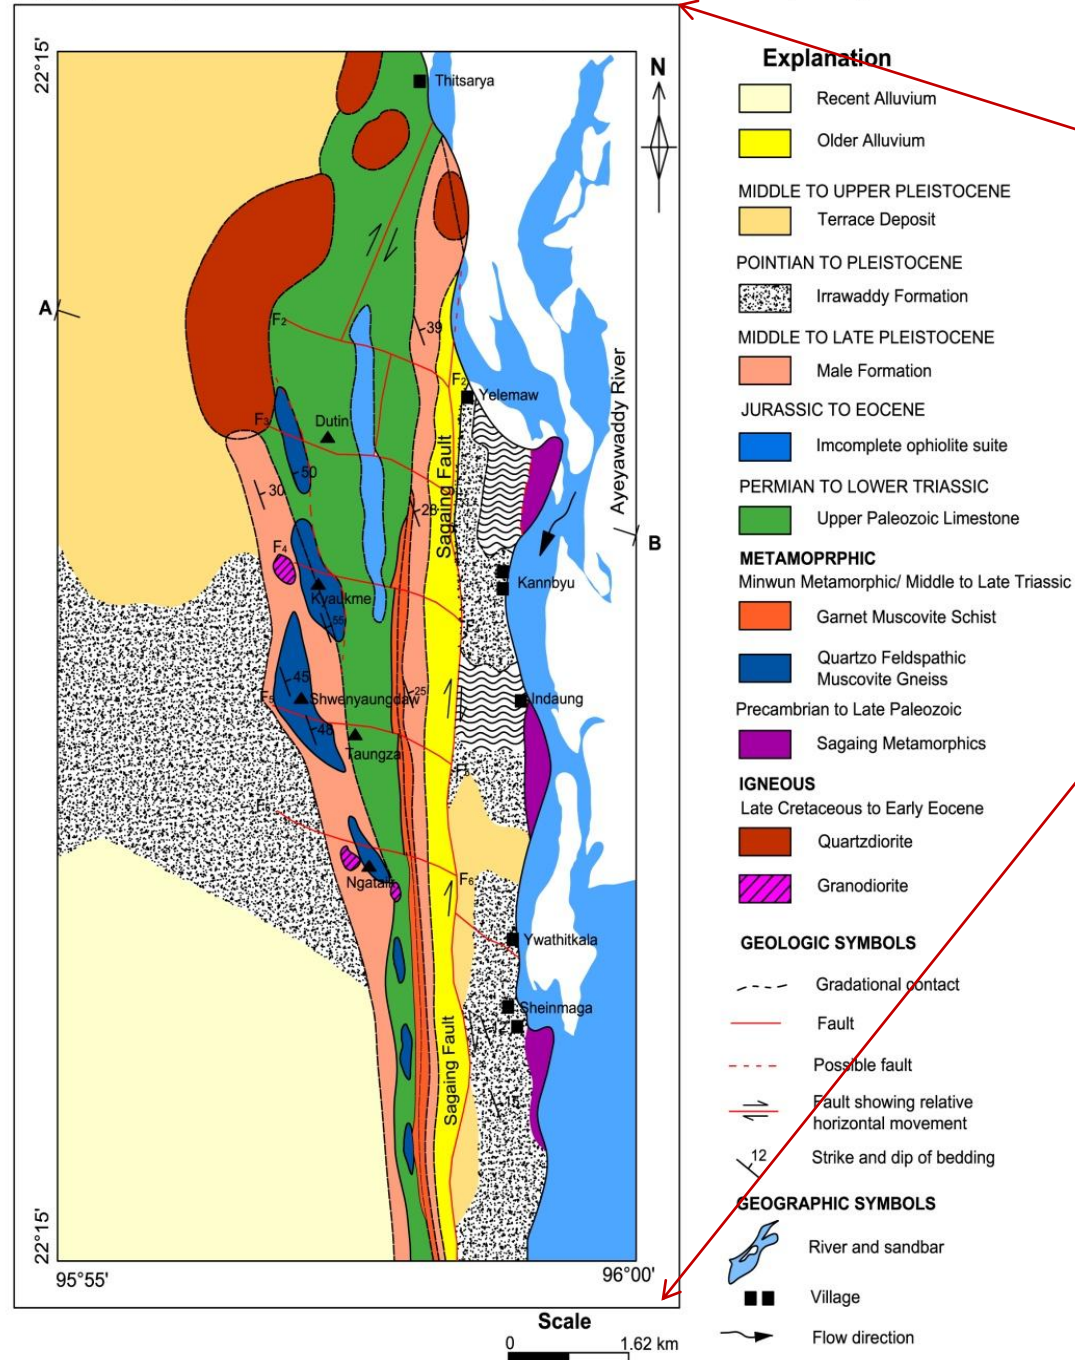 22°15'
N
Thitsarya
A
F₂
39
F₂
Yelemaw
Ayeyawaddy River
F₃
Dutin
Sagaing Fault
50
30
28
B
F₄
Kannbyu
Kyaukme
55
45
25
F₅
Shwenyaungdaw
Indaung
48
Taungza
Ngatalin
F₆
Ywathitkala
Sheinmaga
Sagaing Fault
15
22°15'
95°55'
96°00'
Scale
0 1.62 km
Explanation
Recent Alluvium
Older Alluvium
MIDDLE TO UPPER PLEISTOCENE
Terrace Deposit
POINTIAN TO PLEISTOCENE
Irrawaddy Formation
MIDDLE TO LATE PLEISTOCENE
Male Formation
JURASSIC TO EOCENE
Imcomplete ophiolite suite
PERMIAN TO LOWER TRIASSIC
Upper Paleozoic Limestone
METAMOPRPHIC
Minwun Metamorphic/ Middle to Late Triassic
Garnet Muscovite Schist
Quartzo Feldspathic
Muscovite Gneiss
Precambrian to Late Paleozoic
Sagaing Metamorphics
IGNEOUS
Late Cretaceous to Early Eocene
Quartzdiorite
Granodiorite
GEOLOGIC SYMBOLS
Gradational contact
Fault
Possible fault
Fault showing relative
horizontal movement
12
Strike and dip of bedding
GEOGRAPHIC SYMBOLS
River and sandbar
Village
Flow direction